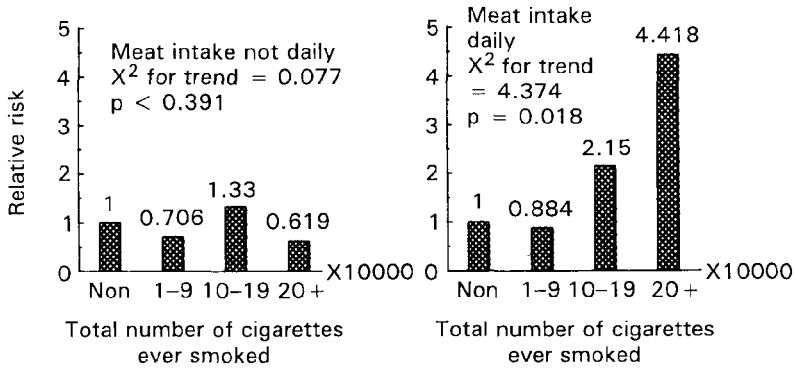 Relative risk
5
4
3
2
1
0
Meat intake not daily
X² for trend = 0.077
p < 0.391
1
0.706
1.33
0.619
Non 1–9 10–19 20+ X10000
Total number of cigarettes
ever smoked
5
4
3
2
1
0
Meat intake
daily
X² for trend
= 4.374
p = 0.018
1
0.884
2.15
4.418
Non 1–9 10–19 20+ X10000
Total number of cigarettes
ever smoked